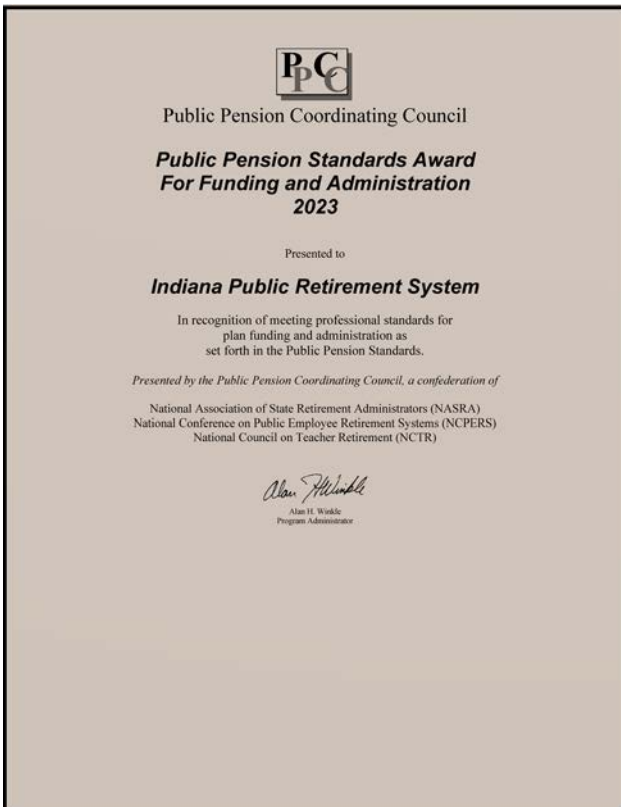 PPCC
Public Pension Coordinating Council
Public Pension Standards Award
For Funding and Administration
2023
Presented to
Indiana Public Retirement System
In recognition of meeting professional standards for
plan funding and administration as
set forth in the Public Pension Standards.
Presented by the Public Pension Coordinating Council, a confederation of
National Association of State Retirement Administrators (NASRA)
National Conference on Public Employee Retirement Systems (NCPERS)
National Council on Teacher Retirement (NCTR)
Alan H Winkle
Alan H. Winkle
Program Administrator